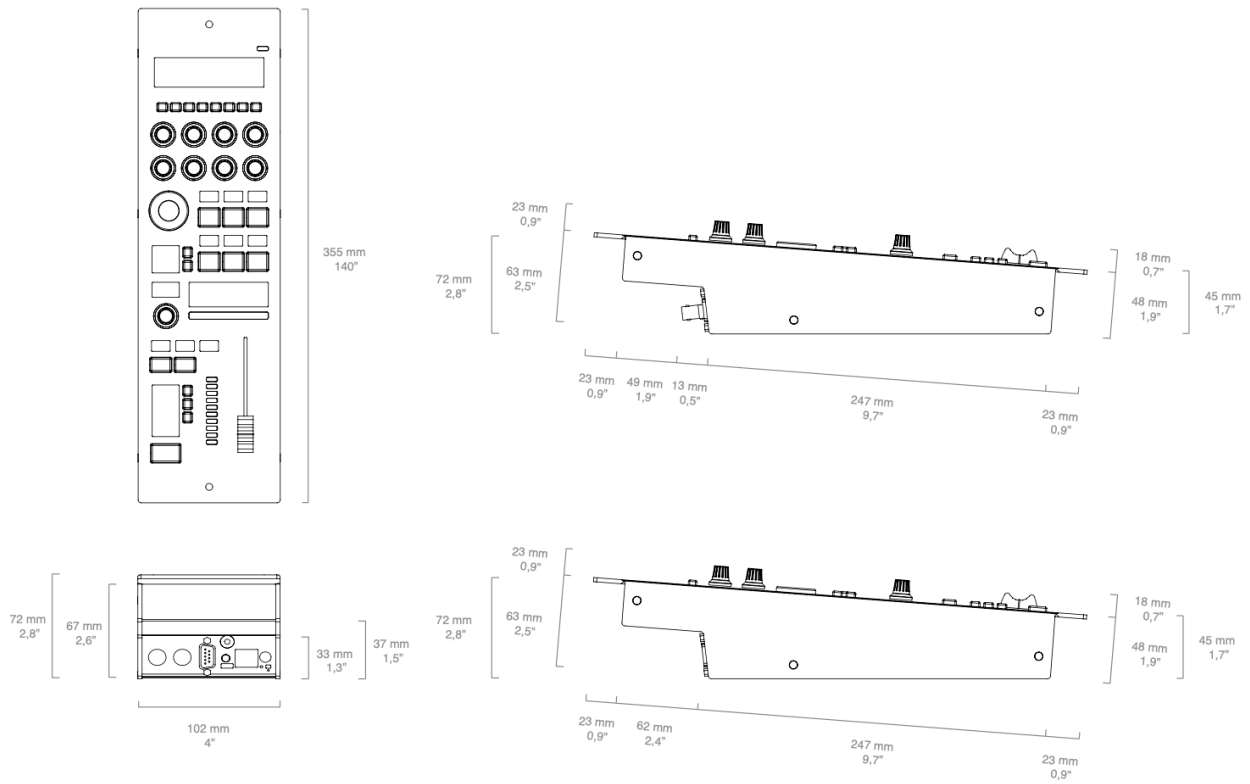 355 mm
140”
23 mm
0,9”
72 mm
2,8”
63 mm
2,5”
18 mm
0,7”
48 mm
1,9”
45 mm
1,7”
23 mm
0,9”
49 mm
1,9”
13 mm
0,5”
247 mm
9,7”
23 mm
0,9”
72 mm
2,8”
67 mm
2,6”
33 mm
1,3”
37 mm
1,5”
102 mm
4”
23 mm
0,9”
72 mm
2,8”
63 mm
2,5”
18 mm
0,7”
48 mm
1,9”
45 mm
1,7”
23 mm
0,9”
62 mm
2,4”
247 mm
9,7”
23 mm
0,9”